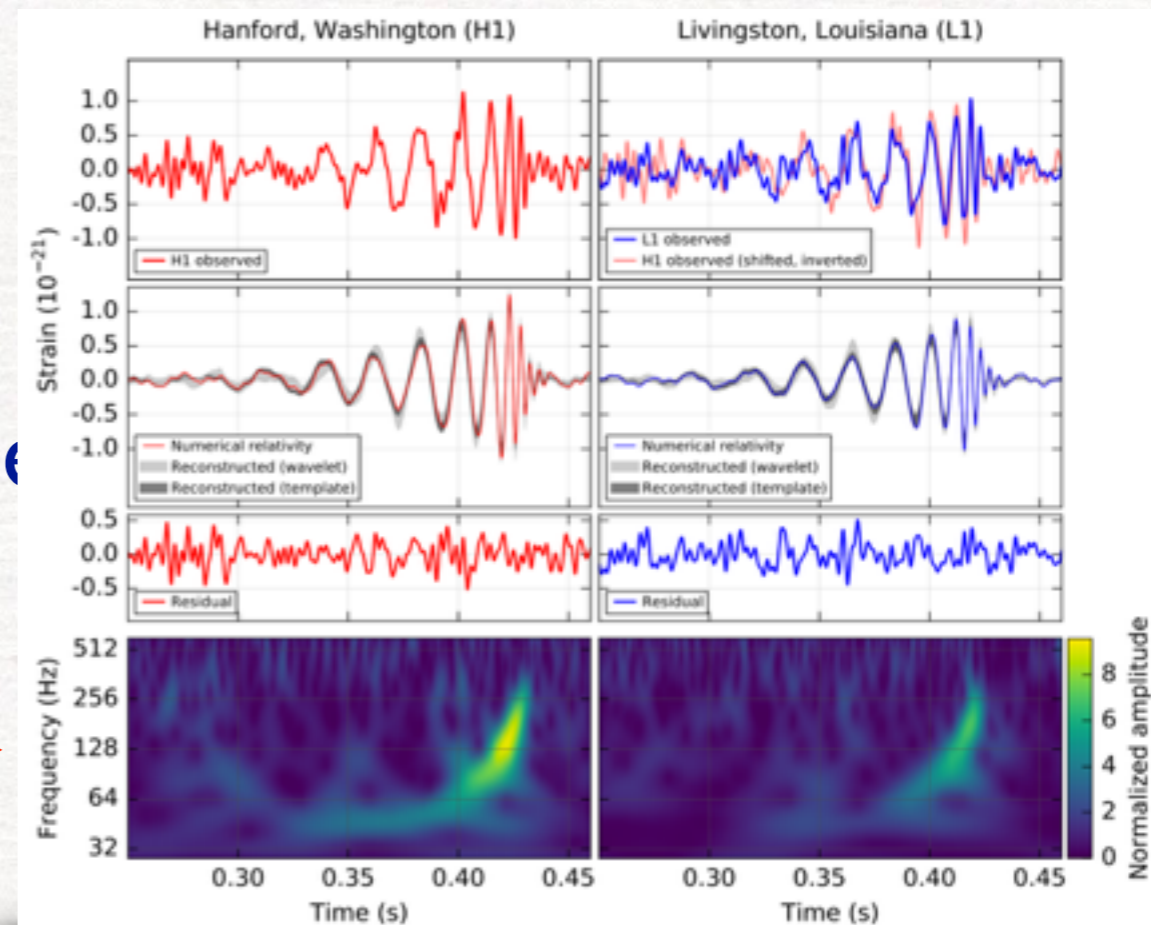 Hanford, Washington (H1)
Livingston, Louisiana (L1)
Strain (10⁻²¹)
1.0
0.5
0.0
-0.5
-1.0
H1 observed
L1 observed
H1 observed (shifted, inverted)
1.0
0.5
0.0
-0.5
-1.0
Numerical relativity
Reconstructed (wavelet)
Reconstructed (template)
Numerical relativity
Reconstructed (wavelet)
Reconstructed (template)
0.5
0.0
-0.5
Residual
Residual
Frequency (Hz)
512
256
128
64
32
Normalized amplitude
8
6
4
2
0
0.30 0.35 0.40 0.45
0.30 0.35 0.40 0.45
Time (s)
Time (s)